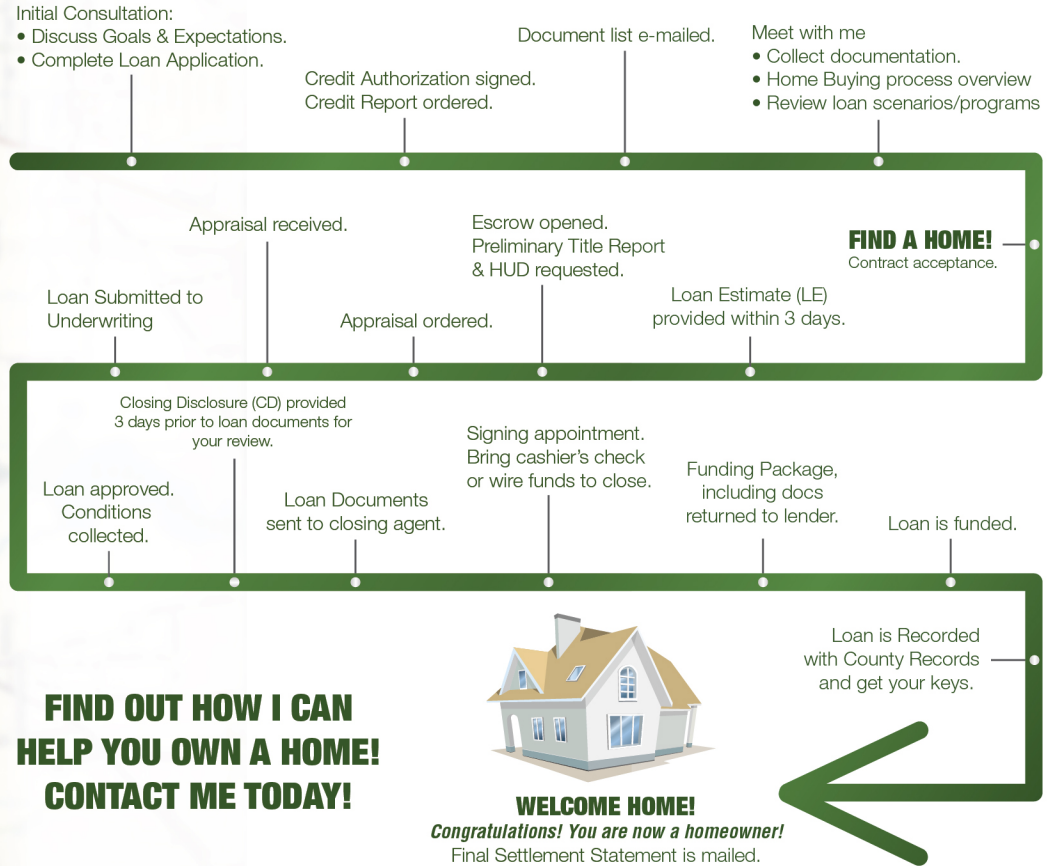 Initial Consultation:
• Discuss Goals & Expectations.
• Complete Loan Application.
Credit Authorization signed.
Credit Report ordered.
Document list e-mailed.
Meet with me
• Collect documentation.
• Home Buying process overview
• Review loan scenarios/programs
FIND A HOME!
Contract acceptance.
Loan Estimate (LE)
provided within 3 days.
Escrow opened.
Preliminary Title Report
& HUD requested.
Appraisal ordered.
Appraisal received.
Loan Submitted to
Underwriting
Loan approved.
Conditions
collected.
Closing Disclosure (CD) provided
3 days prior to loan documents for
your review.
Loan Documents
sent to closing agent.
Signing appointment.
Bring cashier's check
or wire funds to close.
Funding Package,
including docs
returned to lender.
Loan is funded.
Loan is Recorded
with County Records
and get your keys.
WELCOME HOME!
Congratulations! You are now a homeowner!
Final Settlement Statement is mailed.
FIND OUT HOW I CAN
HELP YOU OWN A HOME!
CONTACT ME TODAY!